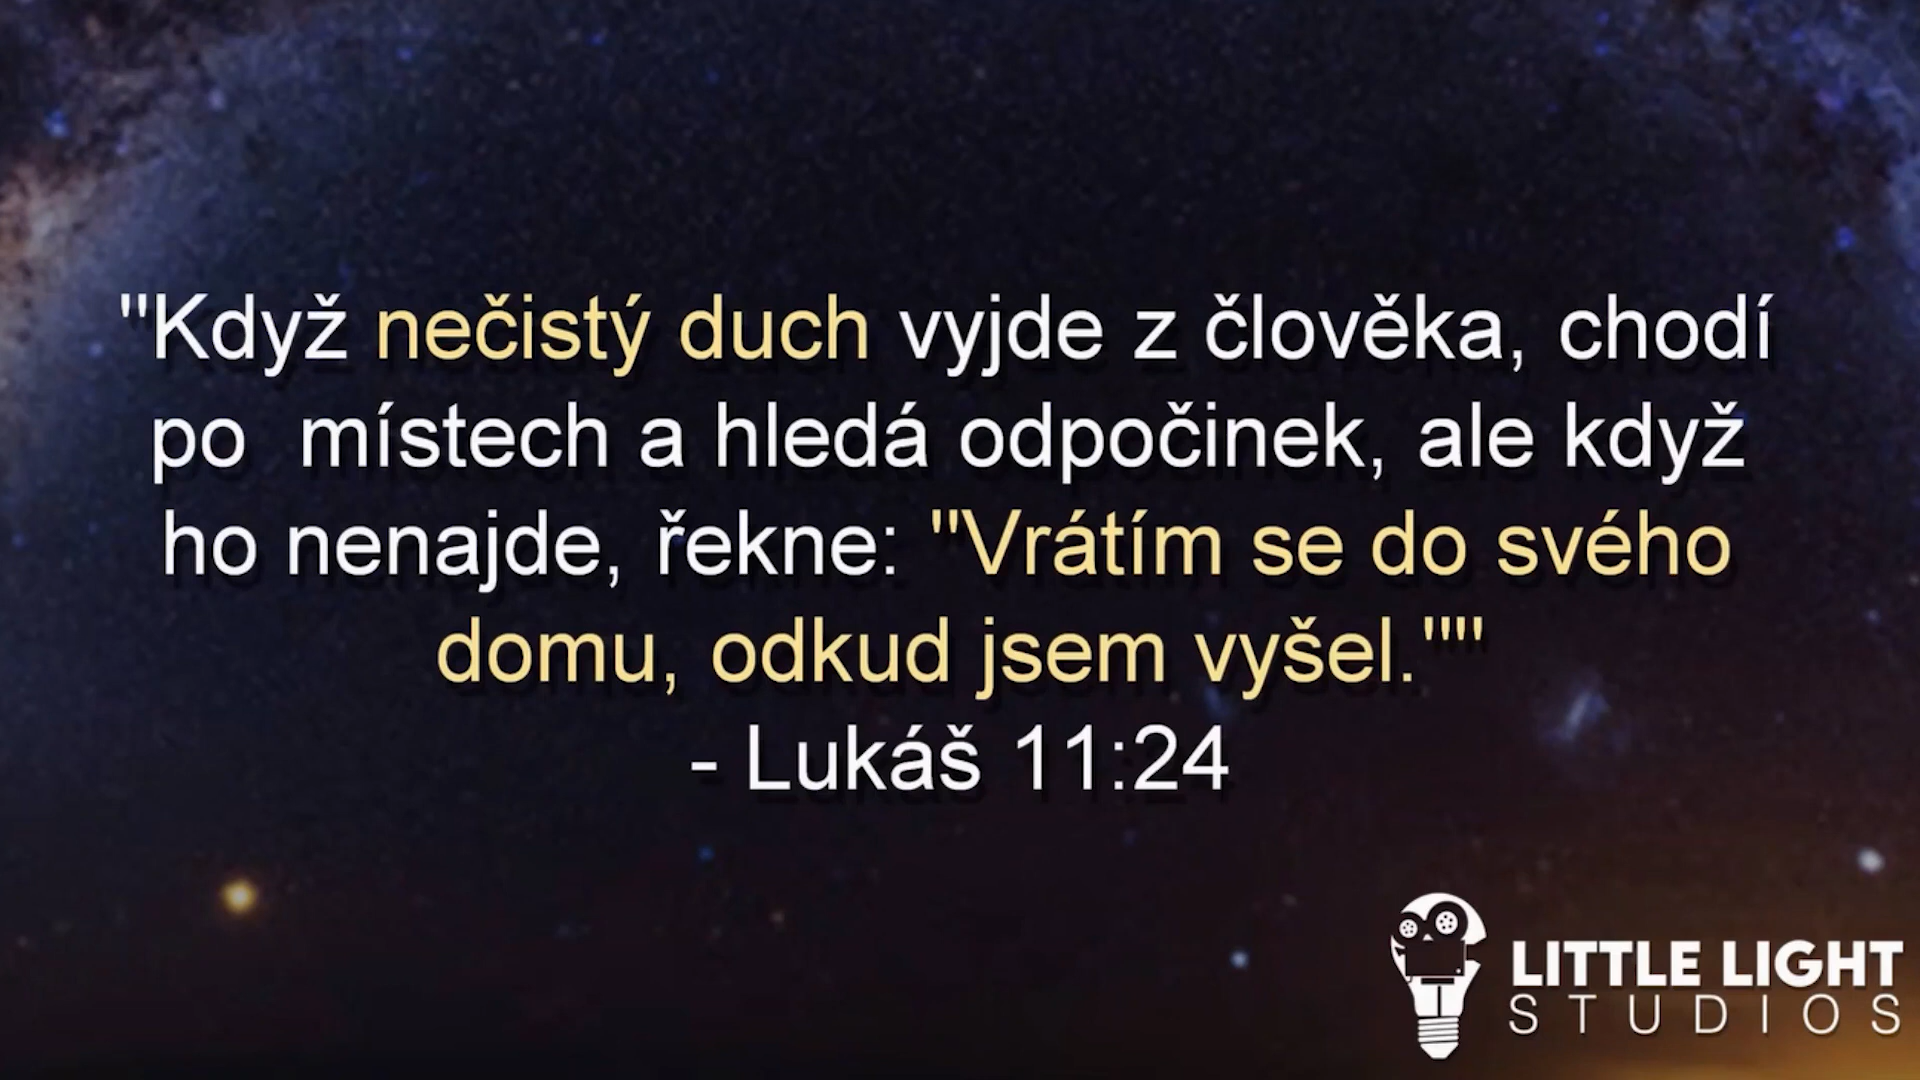 "Když nečistý duch vyjde z člověka, chodí
po  místech a hledá odpočinek, ale když
ho nenajde, řekne: "Vrátím se do svého
domu, odkud jsem vyšel.""
- Lukáš 11:24
LITTLE LIGHT
STUDIOS